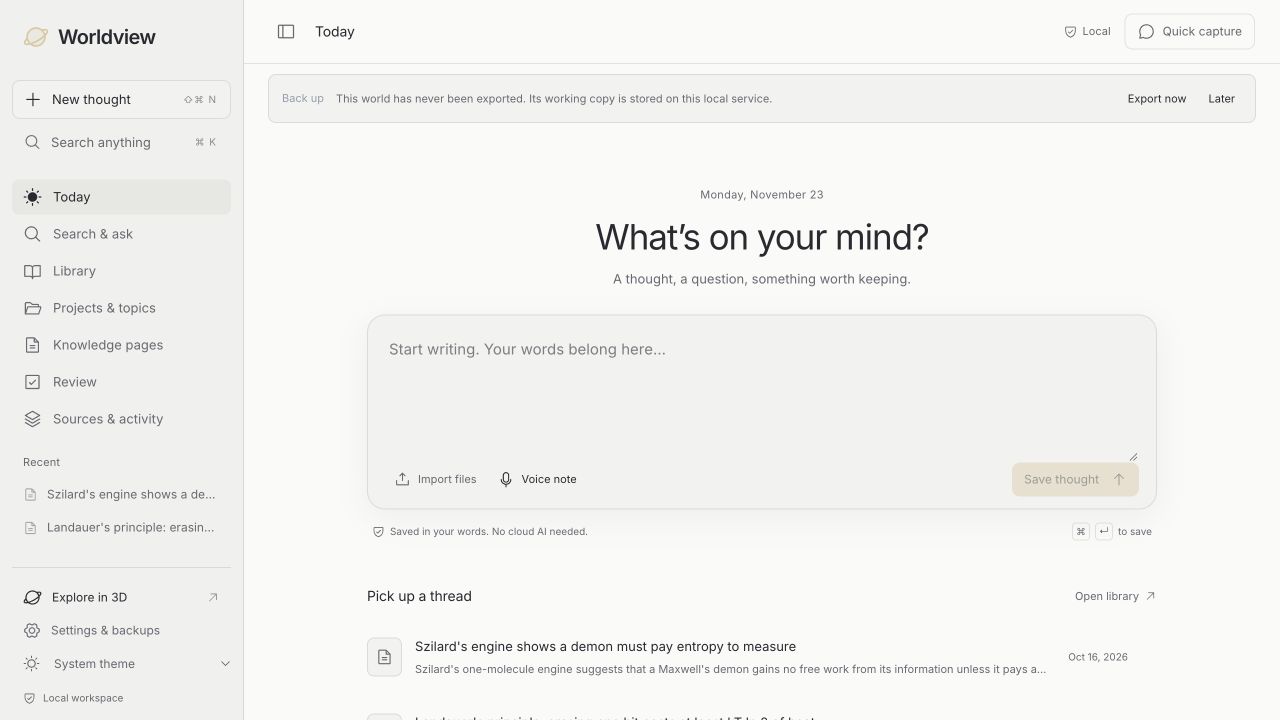 Worldview
New thought ⇧⌘ N
Search anything ⌘ K
Today
Search & ask
Library
Projects & topics
Knowledge pages
Review
Sources & activity
Recent
Szilard's engine shows a de...
Landauer's principle: erasin...
Explore in 3D
Settings & backups
System theme
Local workspace
Today
Local
Quick capture
Back up This world has never been exported. Its working copy is stored on this local service. Export now Later
Monday, November 23
What's on your mind?
A thought, a question, something worth keeping.
Start writing. Your words belong here...
Import files
Voice note
Save thought
Saved in your words. No cloud AI needed.
⌘ ↵ to save
Pick up a thread
Open library
Szilard's engine shows a demon must pay entropy to measure
Szilard's one-molecule engine suggests that a Maxwell's demon gains no free work from its information unless it pays a...
Oct 16, 2026